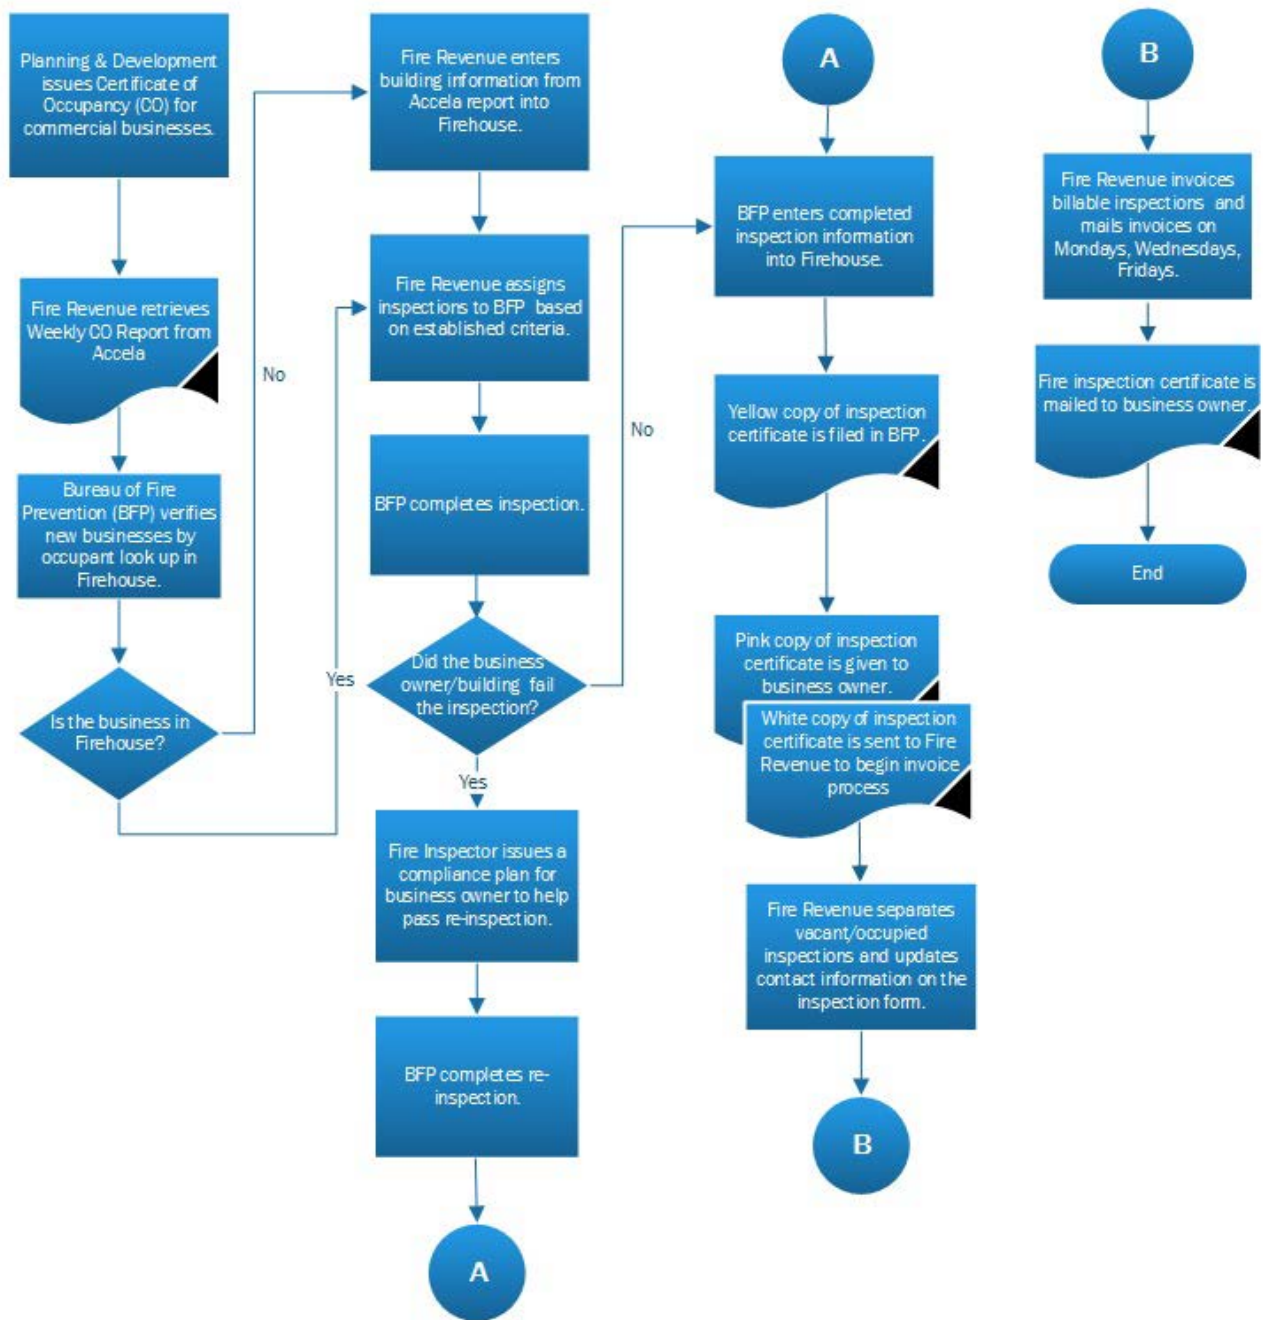 Planning & Development
issues Certificate of
Occupancy (CO) for
commercial businesses.
Fire Revenue retrieves
Weekly CO Report from
Accela
Bureau of Fire
Prevention (BFP) verifies
new businesses by
occupant look up in
Firehouse.
Is the business in
Firehouse?
No
Yes
Fire Revenue enters
building information from
Accela report into
Firehouse.
Fire Revenue assigns
inspections to BFP based
on established criteria.
BFP completes inspection.
Did the business
owner/building fail
the inspection?
No
Yes
Fire Inspector issues a
compliance plan for
business owner to help
pass re-inspection.
BFP completes re-
inspection.
A
A
BFP enters completed
inspection information
into Firehouse.
Yellow copy of inspection
certificate is filed in BFP.
Pink copy of inspection
certificate is given to
business owner.
White copy of inspection
certificate is sent to Fire
Revenue to begin invoice
process
Fire Revenue separates
vacant/occupied
inspections and updates
contact information on the
inspection form.
B
B
Fire Revenue invoices
billable inspections and
mails invoices on
Mondays, Wednesdays,
Fridays.
Fire inspection certificate is
mailed to business owner.
End